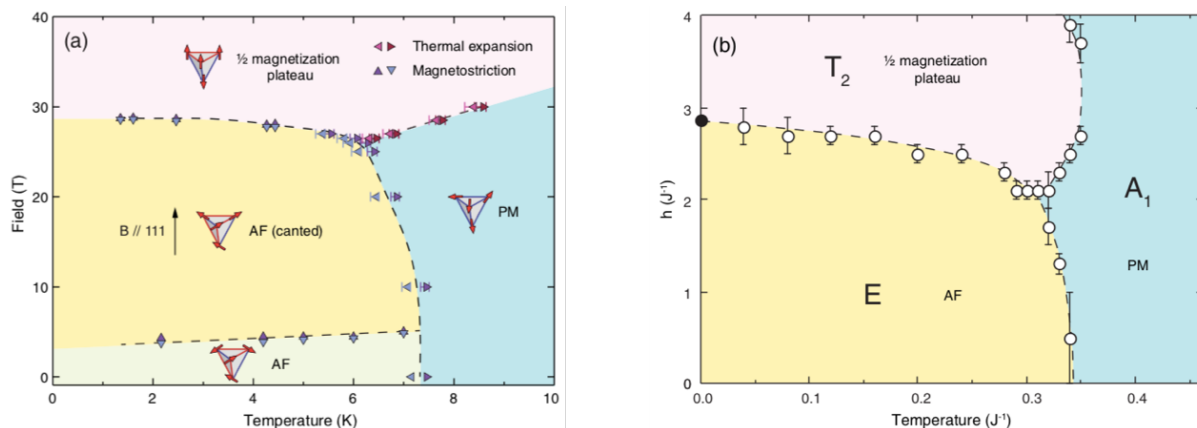 (a)
½ magnetization
plateau
Thermal expansion
Magnetostriction
B // 111
AF (canted)
PM
AF
Field (T)
40
30
20
10
0
0 2 4 6 8 10
Temperature (K)
(b)
T2
½ magnetization
plateau
A1
PM
E
AF
h (J-1)
4
3
2
1
0
0.0 0.1 0.2 0.3 0.4
Temperature (J-1)